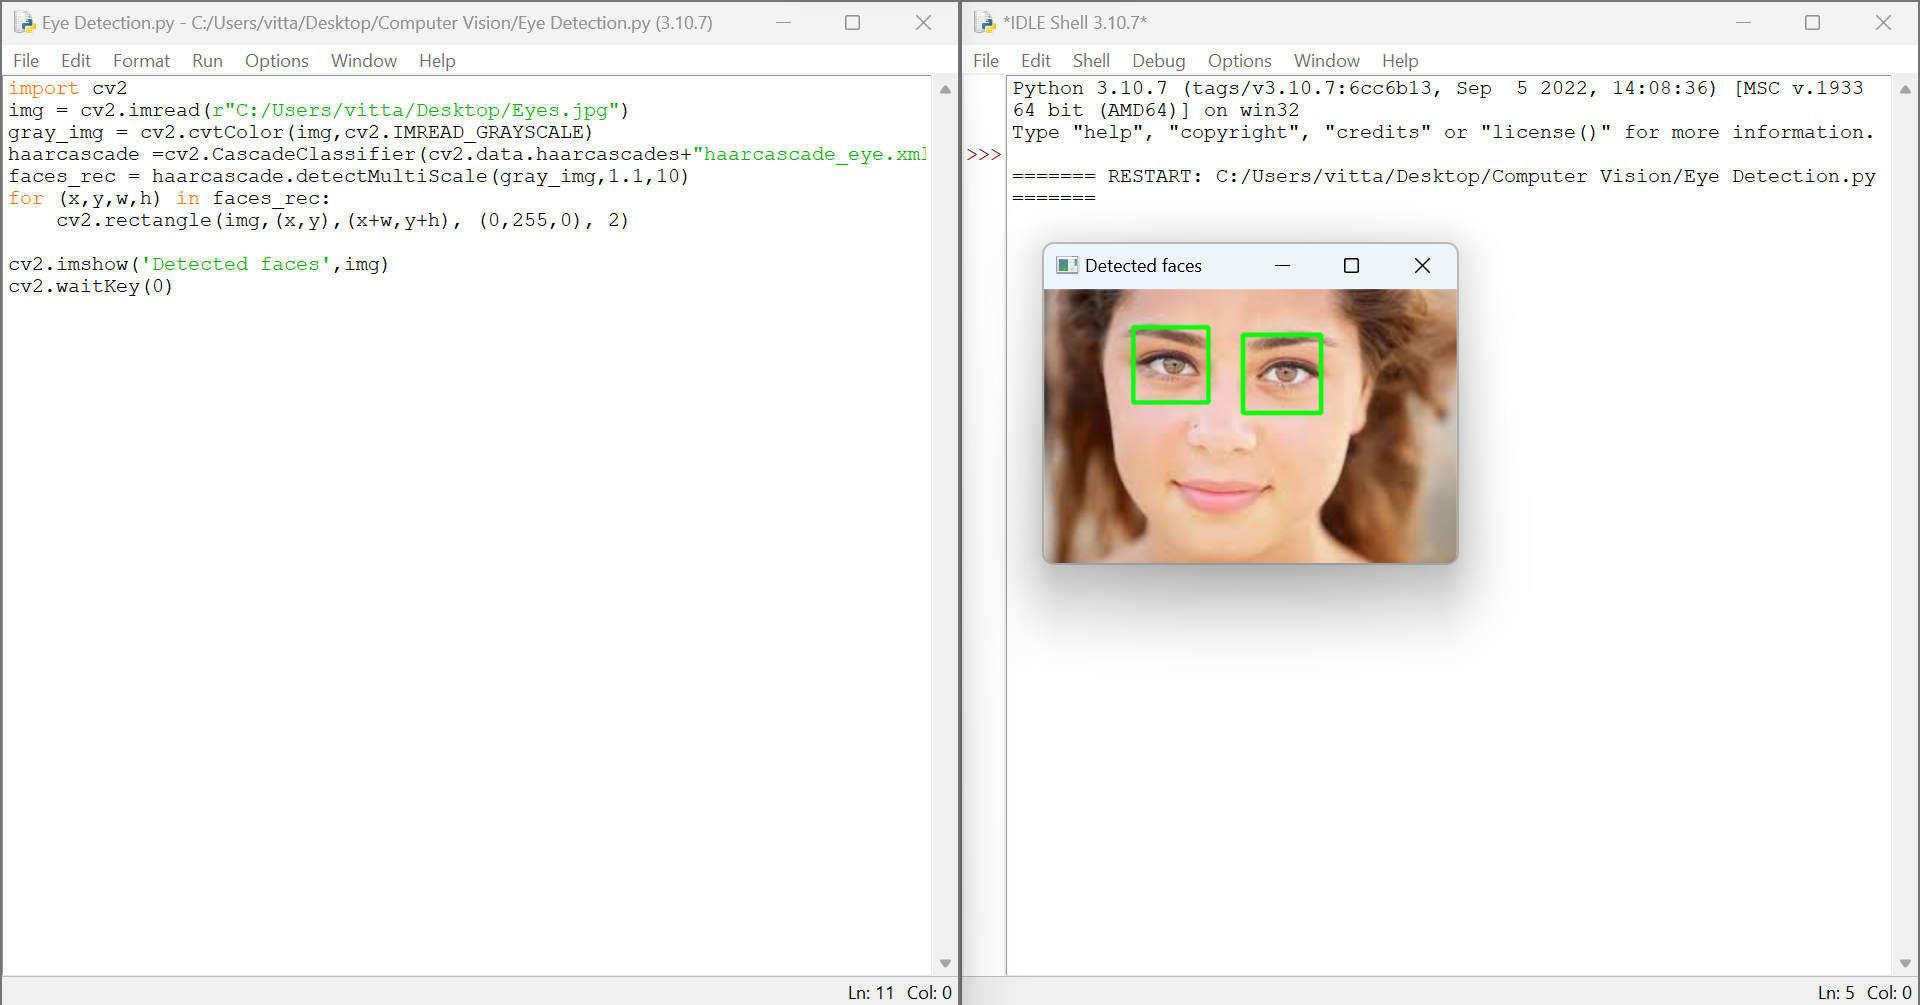 Eye Detection.py - C:/Users/vitta/Desktop/Computer Vision/Eye Detection.py (3.10.7)
File Edit Format Run Options Window Help
import cv2
img = cv2.imread(r"C:/Users/vitta/Desktop/Eyes.jpg")
gray_img = cv2.cvtColor(img,cv2.IMREAD_GRAYSCALE)
haarcascade =cv2.CascadeClassifier(cv2.data.haarcascades+"haarcascade_eye.xml
faces_rec = haarcascade.detectMultiScale(gray_img,1.1,10)
for (x,y,w,h) in faces_rec:
    cv2.rectangle(img,(x,y),(x+w,y+h), (0,255,0), 2)
cv2.imshow('Detected faces',img)
cv2.waitKey(0)
Ln: 11 Col: 0
*IDLE Shell 3.10.7*
File Edit Shell Debug Options Window Help
Python 3.10.7 (tags/v3.10.7:6cc6b13, Sep  5 2022, 14:08:36) [MSC v.1933
64 bit (AMD64)] on win32
Type "help", "copyright", "credits" or "license()" for more information.
>>>
======= RESTART: C:/Users/vitta/Desktop/Computer Vision/Eye Detection.py
=======
Detected faces
Ln: 5 Col: 0